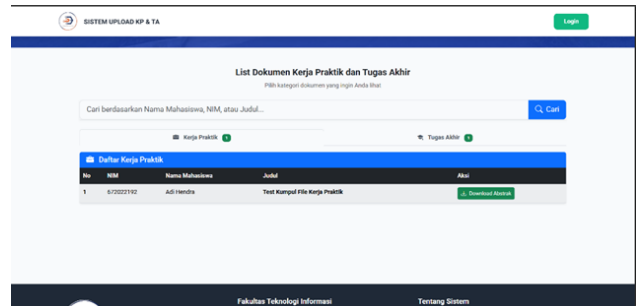 SISTEM UPLOAD KP & TA
Login
List Dokumen Kerja Praktik dan Tugas Akhir
Pilih kategori dokumen yang ingin Anda lihat
Cari berdasarkan Nama Mahasiswa, NIM, atau Judul...
Cari
Kerja Praktik
Tugas Akhir
Daftar Kerja Praktik
No NIM Nama Mahasiswa Judul Aksi
1 672022192 Adi Hendra Test Kumpul File Kerja Praktik Download Abstrak
Fakultas Teknologi Informasi
Tentang Sistem